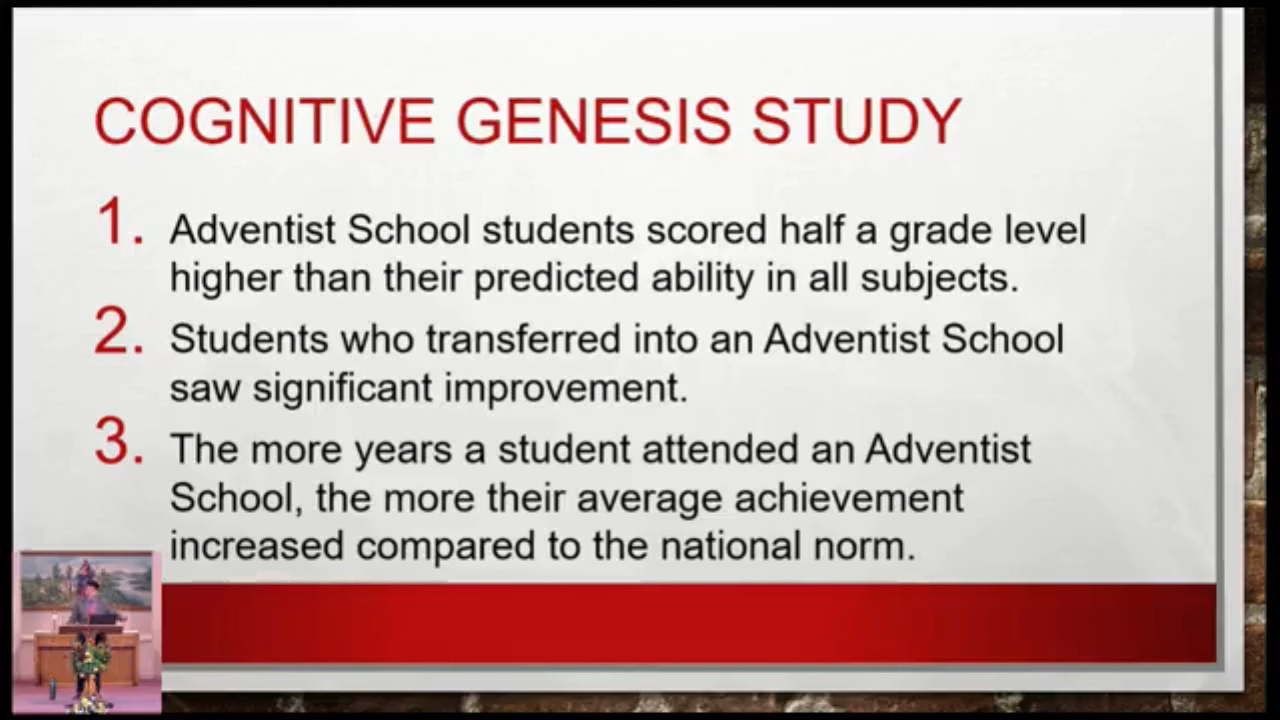 COGNITIVE GENESIS STUDY
1. Adventist School students scored half a grade level
higher than their predicted ability in all subjects.
2. Students who transferred into an Adventist School
saw significant improvement.
3. The more years a student attended an Adventist
School, the more their average achievement
increased compared to the national norm.